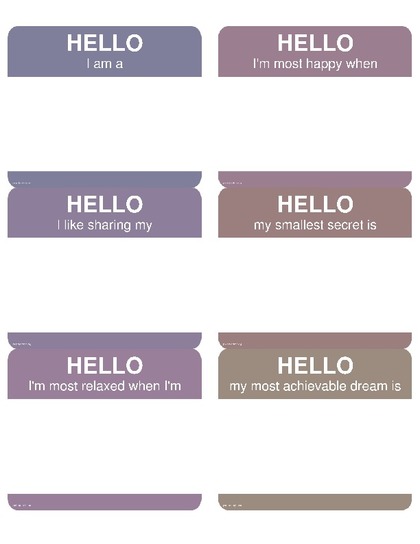 HELLO
I am a
HELLO
I'm most happy when
HELLO
I like sharing my
HELLO
my smallest secret is
HELLO
I'm most relaxed when I'm
HELLO
my most achievable dream is